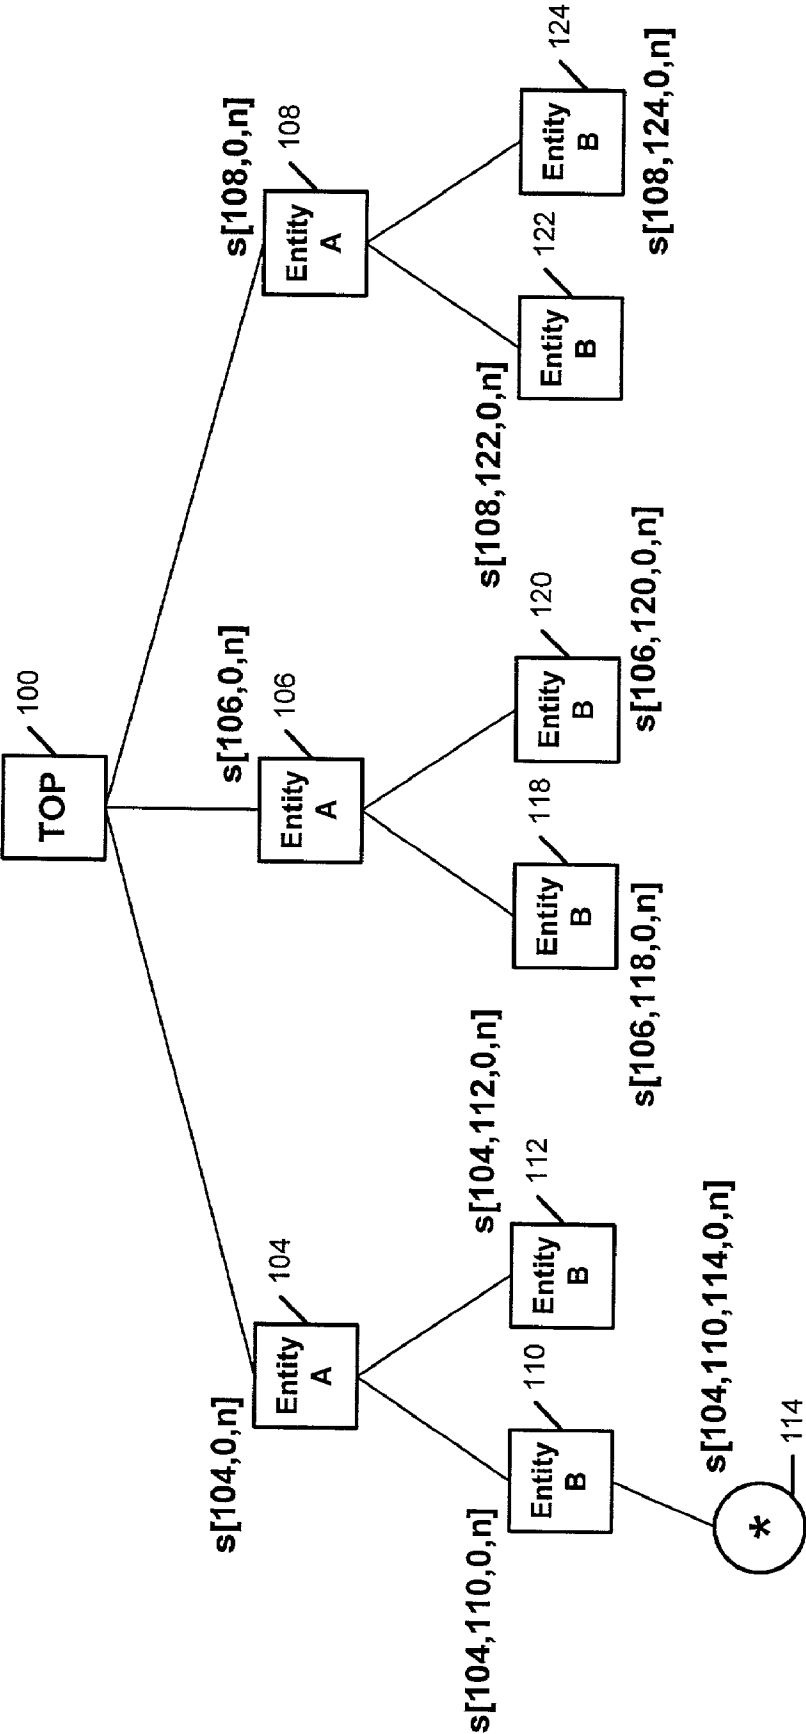 TOP
100
s[104,0,n]
Entity
A
104
s[106,0,n]
Entity
A
106
s[108,0,n]
Entity
A
108
s[104,110,0,n]
Entity
B
110
s[104,112,0,n]
Entity
B
112
Entity
B
118
s[106,118,0,n]
Entity
B
120
s[106,120,0,n]
s[108,122,0,n]
Entity
B
122
Entity
B
124
s[108,124,0,n]
s[104,110,114,0,n]
*
114